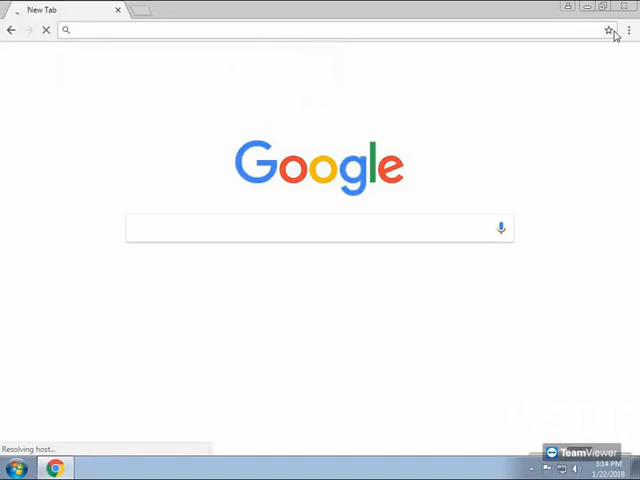 New Tab
Google
Resolving host...
TeamViewer
3:14 PM
1/22/2018